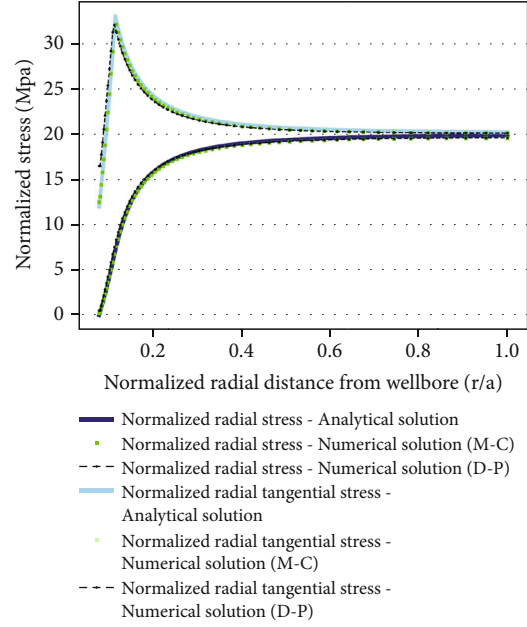 Normalized stress (Mpa)
30
25
20
15
10
5
0
0.2
0.4
0.6
0.8
1.0
Normalized radial distance from wellbore (r/a)
Normalized radial stress - Analytical solution
Normalized radial stress - Numerical solution (M-C)
Normalized radial stress - Numerical solution (D-P)
Normalized radial tangential stress -
Analytical solution
Normalized radial tangential stress -
Numerical solution (M-C)
Normalized radial tangential stress -
Numerical solution (D-P)